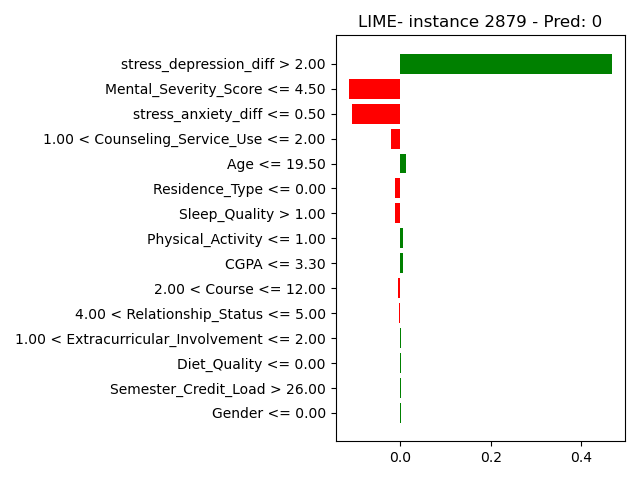 LIME- instance 2879 - Pred: 0
stress_depression_diff > 2.00
Mental_Severity_Score <= 4.50
stress_anxiety_diff <= 0.50
1.00 < Counseling_Service_Use <= 2.00
Age <= 19.50
Residence_Type <= 0.00
Sleep_Quality > 1.00
Physical_Activity <= 1.00
CGPA <= 3.30
2.00 < Course <= 12.00
4.00 < Relationship_Status <= 5.00
1.00 < Extracurricular_Involvement <= 2.00
Diet_Quality <= 0.00
Semester_Credit_Load > 26.00
Gender <= 0.00
0.0 0.2 0.4